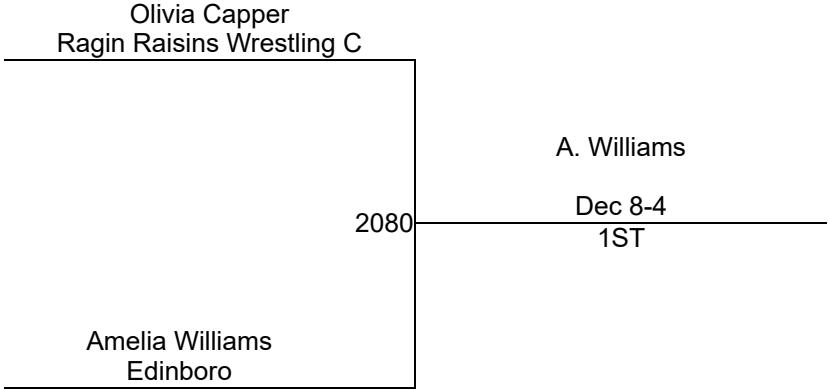 Olivia Capper
Ragin Raisins Wrestling C
A. Williams
Dec 8-4
2080
1ST
Amelia Williams
Edinboro